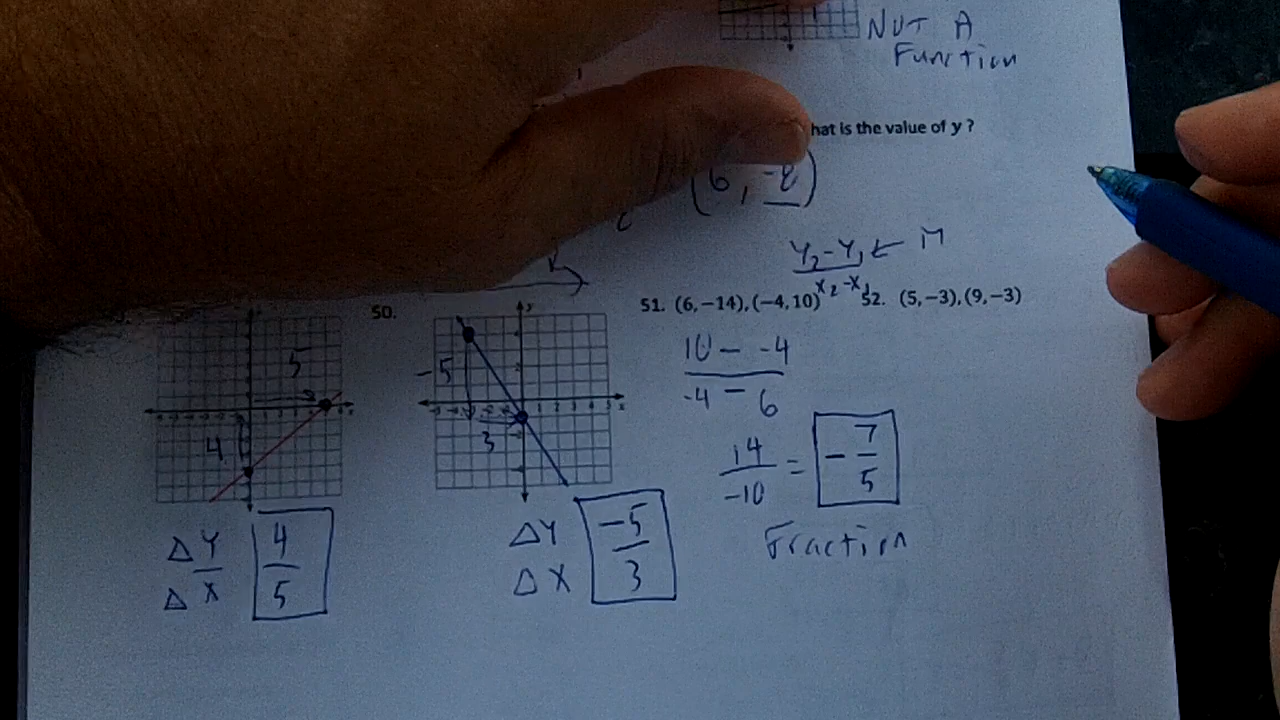 NOT A
Function
hat is the value of y ?
(6, -8)
Y2-Y1 ← M
X2-X1
50.
51. (6,−14),(−4,10)
52. (5,−3),(9,−3)
5
4
-5
3
y
x
10 - -4
-4 - 6
14
-10
=
- 7
5
Fraction
ΔY
ΔX
4
5
ΔY
ΔX
-5
3